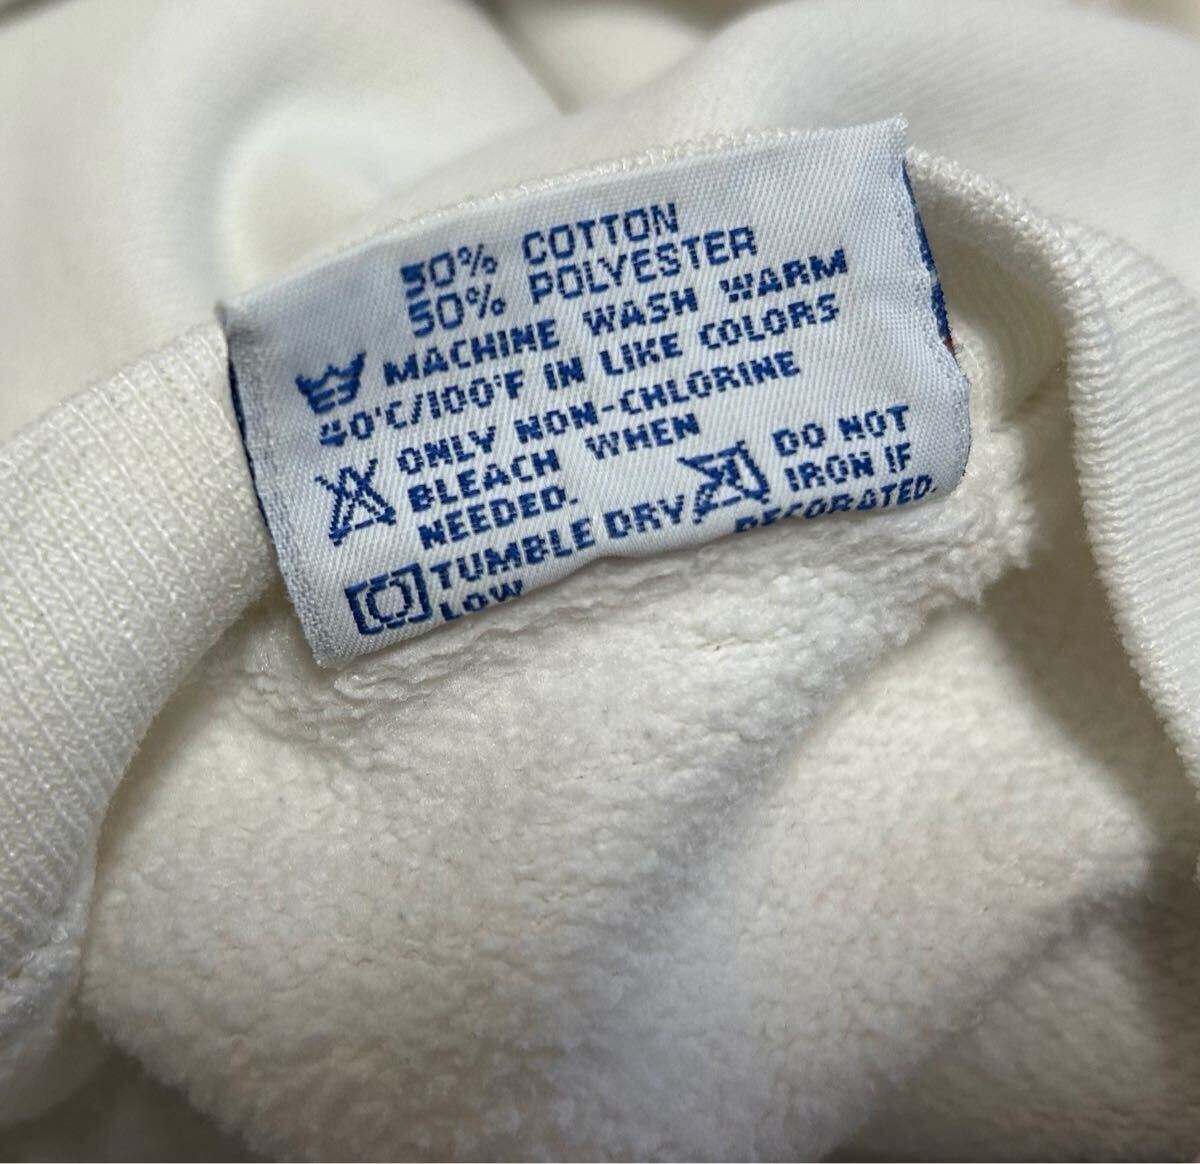 50% COTTON
50% POLYESTER
MACHINE WASH WARM
40°C/100°F IN LIKE COLORS
ONLY NON-CHLORINE
BLEACH WHEN
NEEDED.
TUMBLE DRY
LOW
DO NOT
IRON IF
DECORATED.